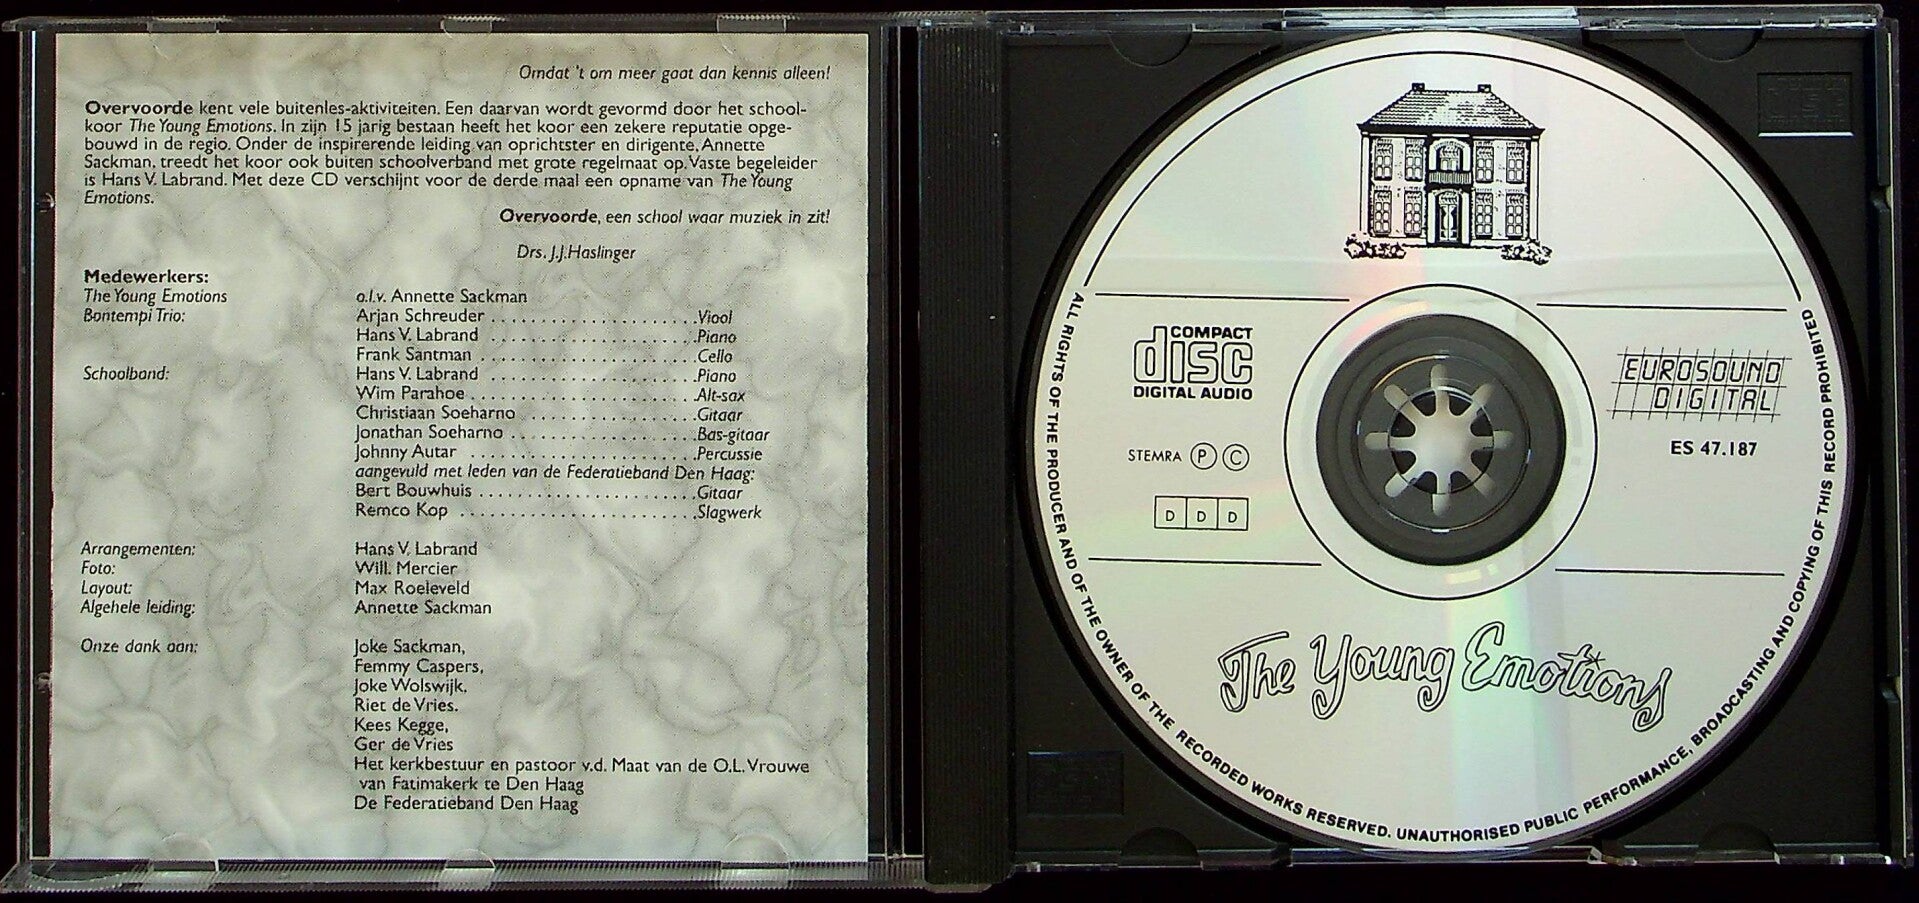 Omdat 't om meer gaat dan kennis alleen!
Overvoorde kent vele buitenles-aktiviteiten. Een daarvan wordt gevormd door het school-
koor The Young Emotions. In zijn 15 jarig bestaan heeft het koor een zekere reputatie opge-
bouwd in de regio. Onder de inspirerende leiding van oprichtster en dirigente, Annette
Sackman, treedt het koor ook buiten schoolverband met grote regelmaat op. Vaste begeleider
is Hans V. Labrand. Met deze CD verschijnt voor de derde maal een opname van The Young
Emotions.
Overvoorde, een school waar muziek in zit!
Drs. J.J. Haslinger
Medewerkers:
The Young Emotions o.l.v. Annette Sackman
Bontempi Trio: Arjan Schreuder ........................ Viool
Hans V. Labrand ........................ Piano
Frank Santman ........................ Cello
Schoolband: Hans V. Labrand ........................ Piano
Wim Parahoe ........................ Alt-sax
Christiaan Soeharno ................... Gitaar
Jonathan Soeharno ..................... Bas-gitaar
Johnny Autar ........................ Percussie
aangevuld met leden van de Federatieband Den Haag:
Bert Bouwhuis ........................ Gitaar
Remco Kop ........................ Slagwerk
Arrangementen: Hans V. Labrand
Foto: Will. Mercier
Layout: Max Roeleveld
Algehele leiding: Annette Sackman
Onze dank aan: Joke Sackman,
Femmy Caspers,
Joke Wolswijk,
Riet de Vries.
Kees Kegge,
Ger de Vries
Het kerkbestuur en pastoor v.d. Maat van de O.L. Vrouwe
van Fatimakerk te Den Haag
De Federatieband Den Haag
COMPACT
disc
DIGITAL AUDIO
STEMRA P C
D D D
EUROSOUND
DIGITAL
ES 47.187
The Young Emotions
ALL RIGHTS OF THE PRODUCER AND OF THE OWNER OF THE RECORDED WORKS RESERVED. UNAUTHORISED PUBLIC PERFORMANCE, BROADCASTING AND COPYING OF THIS RECORD PROHIBITED